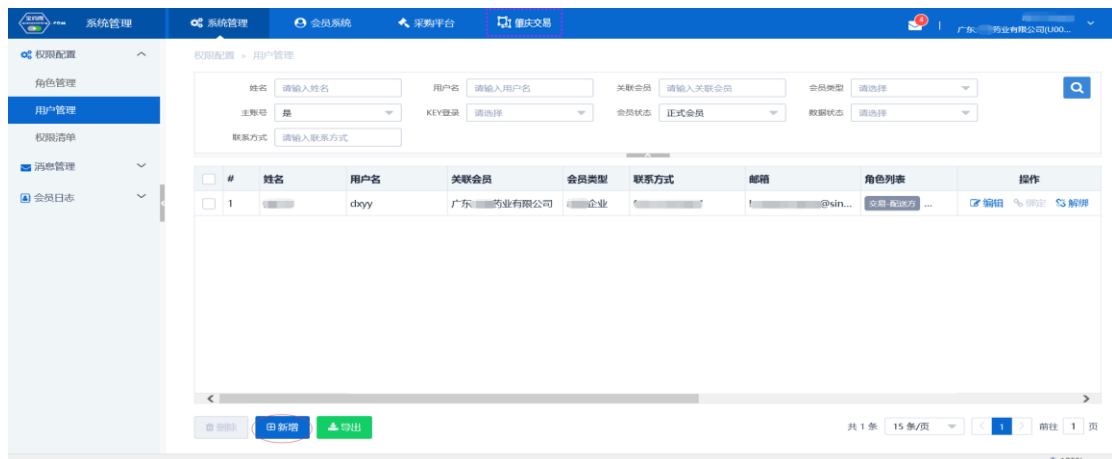 系统管理 系统管理 会员系统 采购平台 肇庆交易 4
广东 药业有限公司(U00...
权限配置 权限配置 > 用户管理
角色管理 姓名 请输入姓名 用户名 请输入用户名 关联会员 请输入关联会员 会员类型 请选择
用户管理 主账号 是 KEY登录 请选择 会员状态 正式会员 数据状态 请选择
权限清单 联系方式 请输入联系方式
消息管理
会员日志
# 姓名 用户名 关联会员 会员类型 联系方式 邮箱 角色列表 操作
1 dxyy 广东 药业有限公司 企业 @sin... 交易-配送方 ... 编辑 绑定 解绑
删除 新增 导出 共 1 条 15 条/页 1 前往 1 页